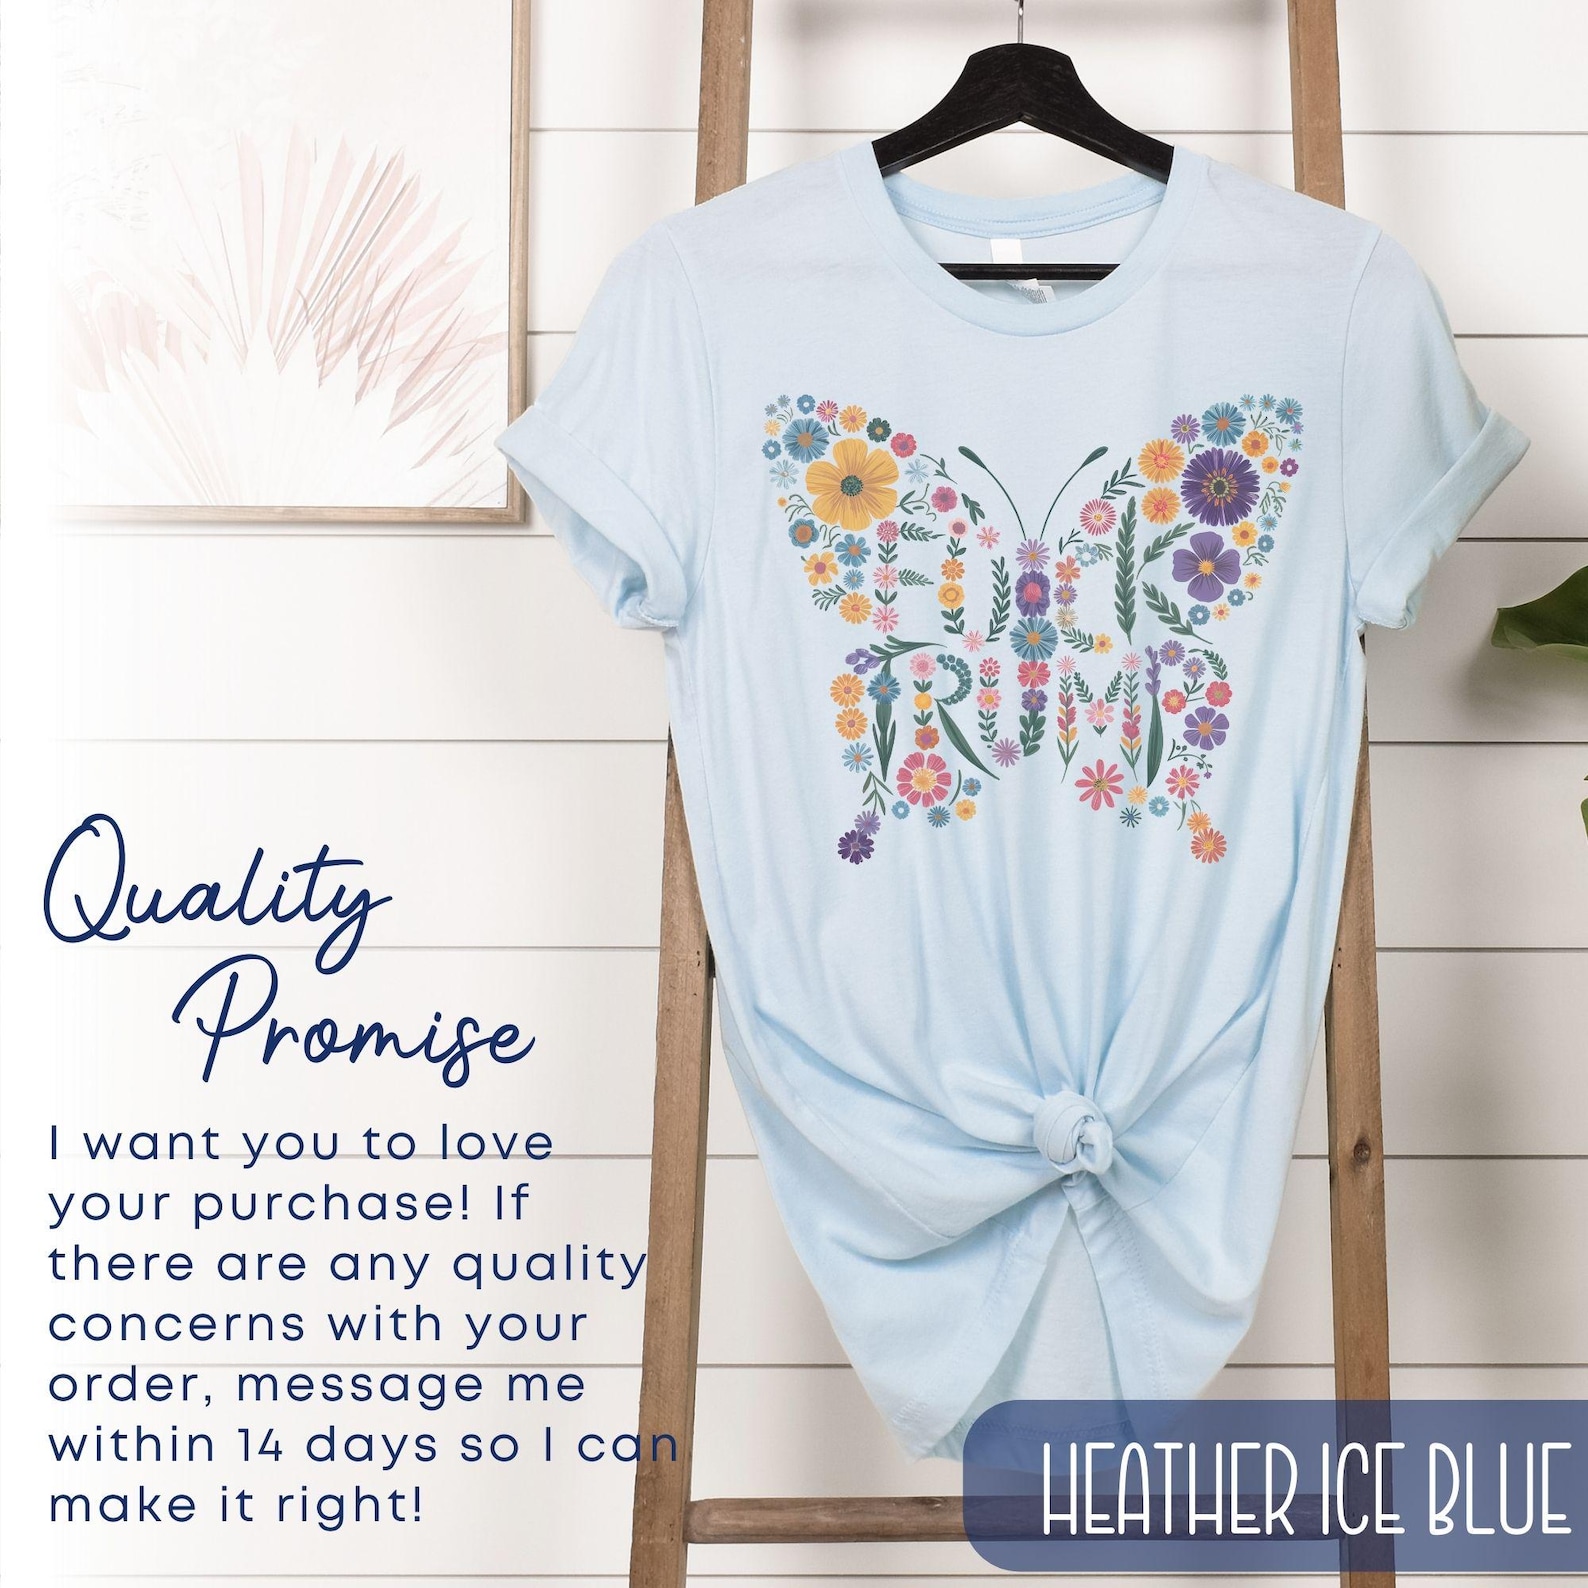 FUCK
TRUMP
Quality
Promise
I want you to love
your purchase! If
there are any quality
concerns with your
order, message me
within 14 days so I can
make it right!
HEATHER ICE BLUE